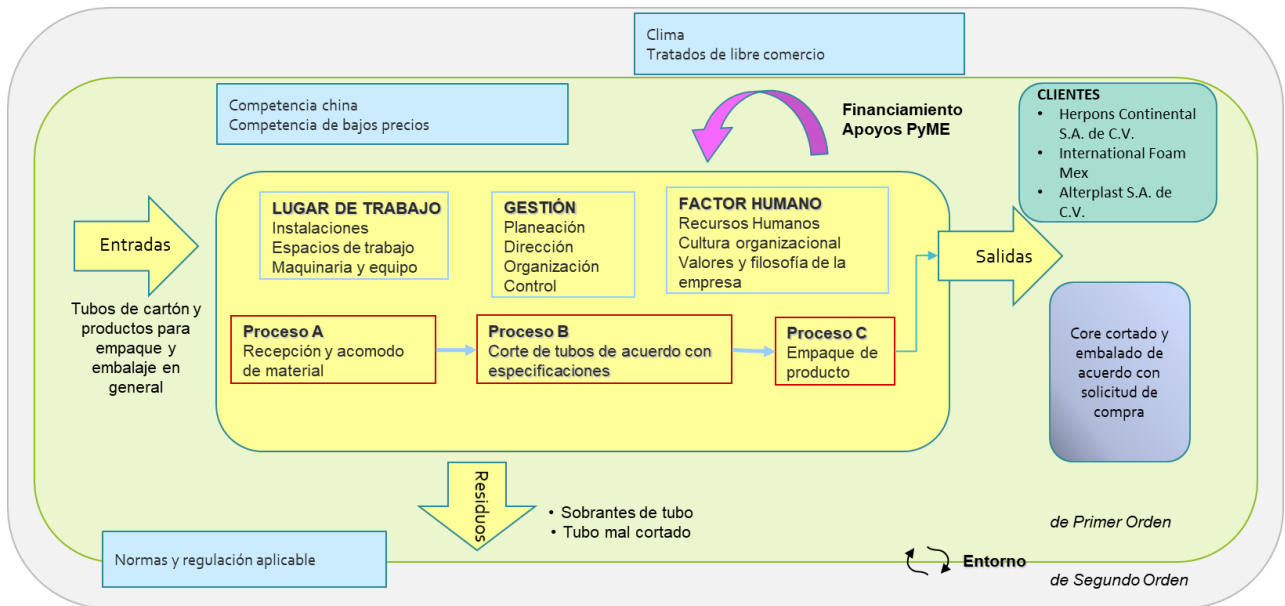 Clima
Tratados de libre comercio
Competencia china
Competencia de bajos precios
Financiamiento
Apoyos PyME
CLIENTES
• Herpons Continental
S.A. de C.V.
• International Foam
Mex
• Alterplast S.A. de
C.V.
Entradas
Tubos de cartón y
productos para
empaque y
embalaje en
general
LUGAR DE TRABAJO
Instalaciones
Espacios de trabajo
Maquinaria y equipo
GESTIÓN
Planeación
Dirección
Organización
Control
FACTOR HUMANO
Recursos Humanos
Cultura organizacional
Valores y filosofía de la
empresa
Salidas
Proceso A
Recepción y acomodo
de material
Proceso B
Corte de tubos de acuerdo con
especificaciones
Proceso C
Empaque de
producto
Core cortado y
embalado de
acuerdo con
solicitud de
compra
Residuos
• Sobrantes de tubo
• Tubo mal cortado
de Primer Orden
Normas y regulación aplicable
Entorno
de Segundo Orden